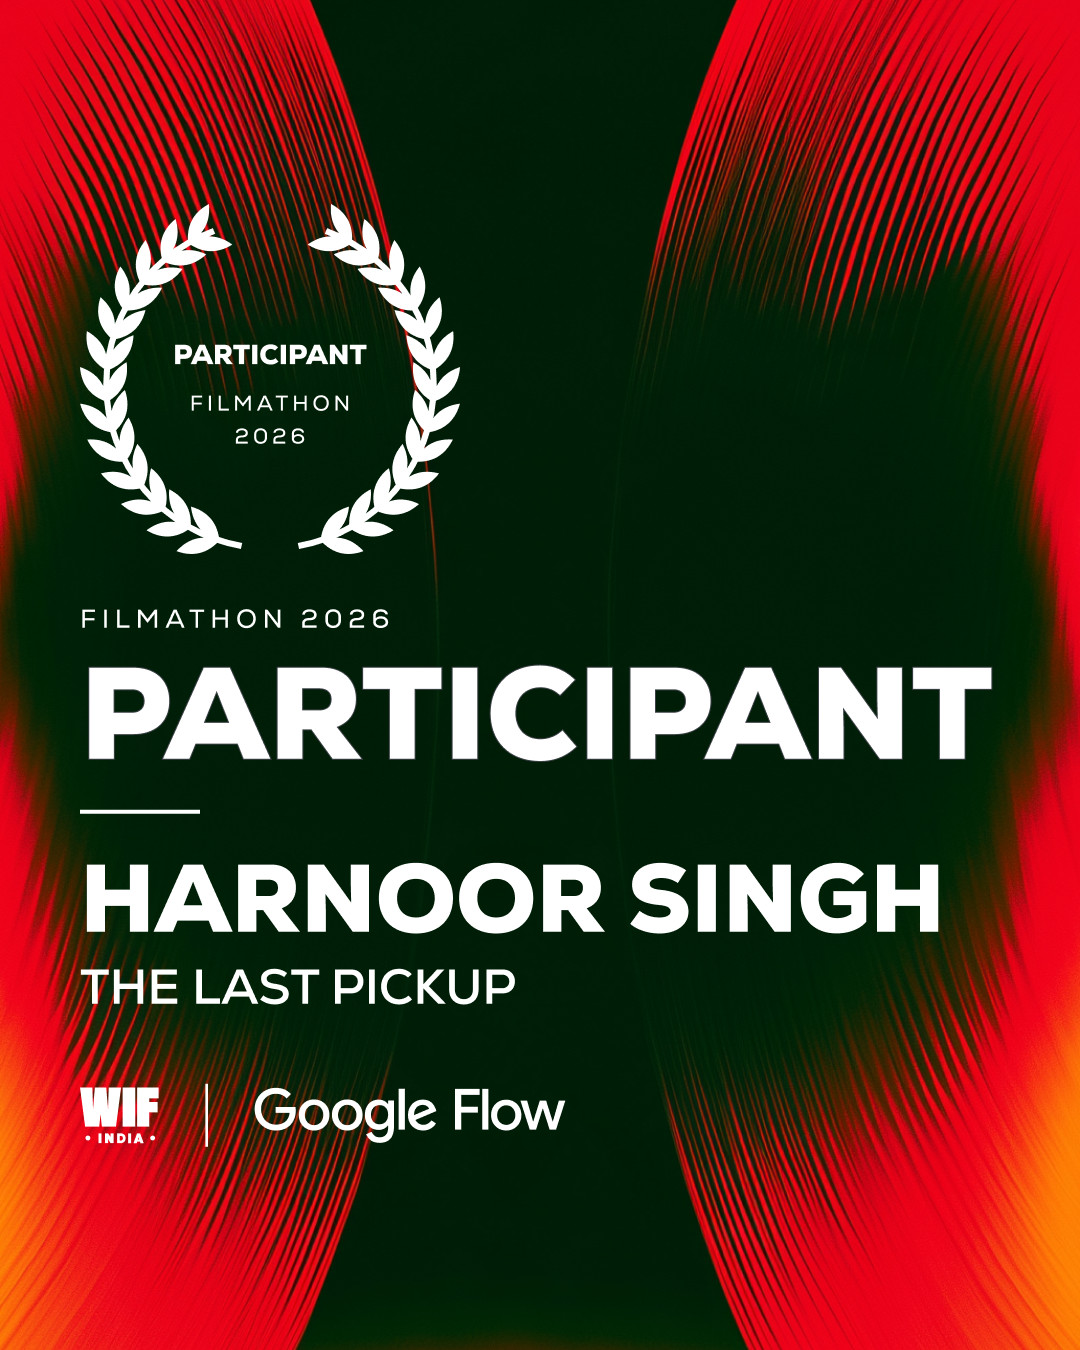 PARTICIPANT
FILMATHON
2026
FILMATHON 2026
PARTICIPANT
HARNOOR SINGH
THE LAST PICKUP
WIF
• INDIA •
Google Flow